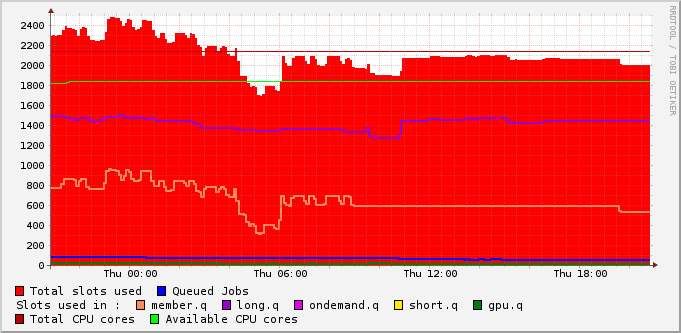 2400
2200
2000
1800
1600
1400
1200
1000
800
600
400
200
0
Thu 00:00 Thu 06:00 Thu 12:00 Thu 18:00
RRDTOOL / TOBI OETIKER
Total slots used Queued Jobs
Slots used in : member.q long.q ondemand.q short.q gpu.q
Total CPU cores Available CPU cores